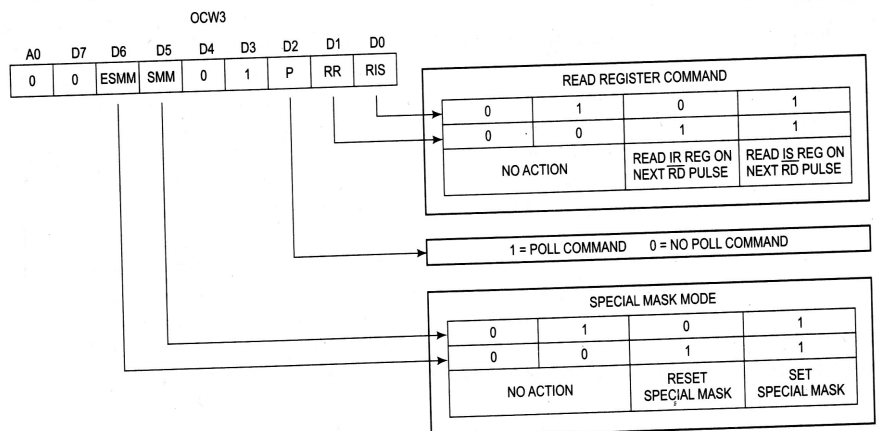 OCW3
A0 D7 D6 D5 D4 D3 D2 D1 D0
0 0 ESMM SMM 0 1 P RR RIS
READ REGISTER COMMAND
0 1 0 1
0 0 1 1
NO ACTION
READ IR REG ON
NEXT RD PULSE
READ IS REG ON
NEXT RD PULSE
1 = POLL COMMAND 0 = NO POLL COMMAND
SPECIAL MASK MODE
0 1 0 1
0 0 1 1
NO ACTION
RESET
SPECIAL MASK
SET
SPECIAL MASK